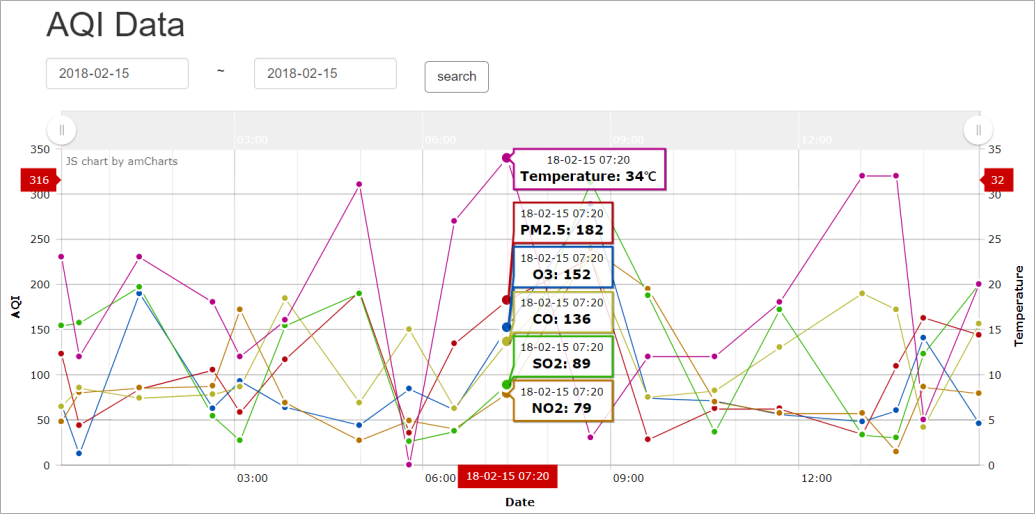 AQI Data
2018-02-15 ~ 2018-02-15 search
03:00 06:00 09:00 12:00
JS chart by amCharts
350 35
316 32
300 30
250 25
200 20
150 15
100 10
50 5
0 0
AQI
Temperature
18-02-15 07:20
Temperature: 34℃
18-02-15 07:20
PM2.5: 182
18-02-15 07:20
O3: 152
18-02-15 07:20
CO: 136
18-02-15 07:20
SO2: 89
18-02-15 07:20
NO2: 79
03:00 06:00 18-02-15 07:20 09:00 12:00
Date